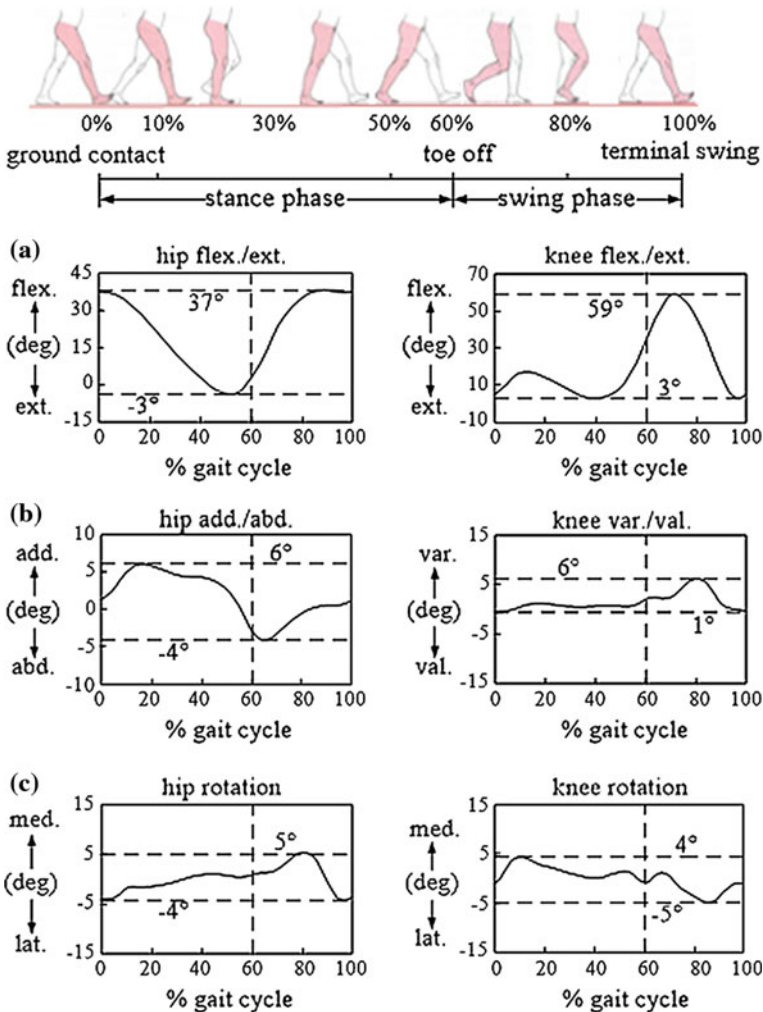 0% 10% 30% 50% 60% 80% 100%
ground contact toe off terminal swing
stance phase swing phase
(a)
hip flex./ext.
flex.
(deg)
ext.
45
35
15
0
-15
37°
-3°
0 20 40 60 80 100
% gait cycle
knee flex./ext.
flex.
(deg)
ext.
70
50
30
10
-10
59°
3°
0 20 40 60 80 100
% gait cycle
(b)
hip add./abd.
add.
(deg)
abd.
10
5
0
-5
-10
6°
-4°
0 20 40 60 80 100
% gait cycle
knee var./val.
var.
(deg)
val.
15
5
-5
-15
6°
1°
0 20 40 60 80 100
% gait cycle
(c)
hip rotation
med.
(deg)
lat.
15
5
-5
-15
5°
-4°
0 20 40 60 80 100
% gait cycle
knee rotation
med.
(deg)
lat.
15
5
-5
-15
4°
-5°
0 20 40 60 80 100
% gait cycle